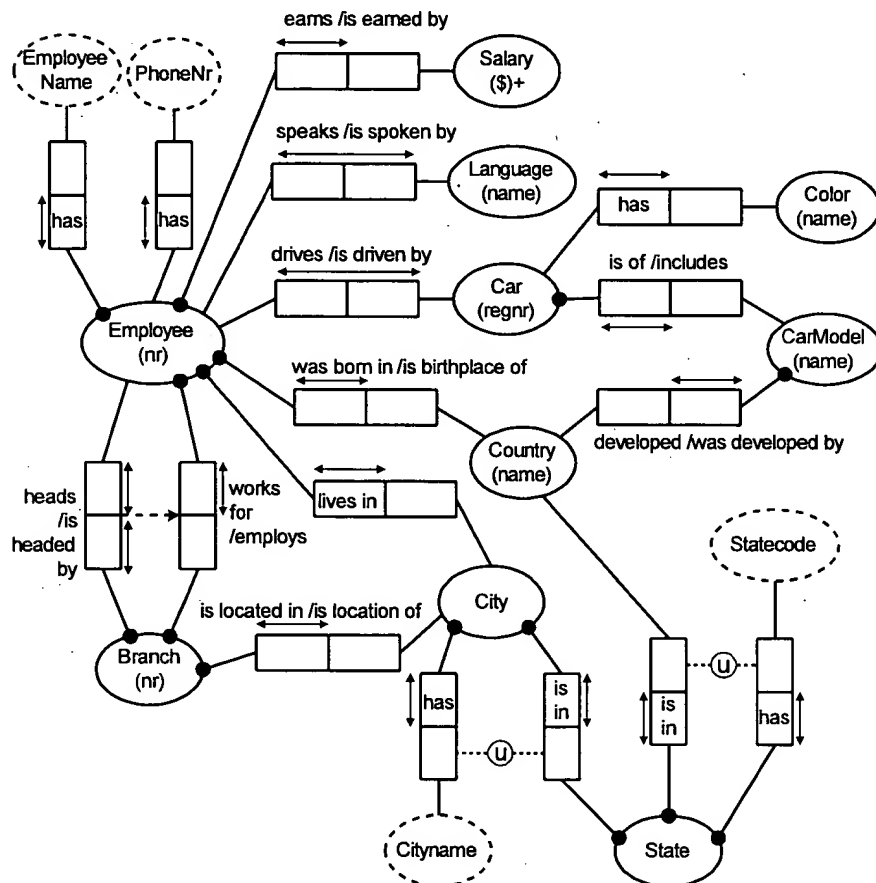 earns /is earned by
Employee
Name
PhoneNr
Salary
($)+
speaks /is spoken by
Language
(name)
has
has
has
Color
(name)
drives /is driven by
Car
(regnr)
is of /includes
Employee
(nr)
CarModel
(name)
was born in /is birthplace of
Country
(name)
developed /was developed by
heads
/is
headed
by
works
for
/employs
lives in
Statecode
City
is located in /is location of
Branch
(nr)
has
is
in
u
is
in
has
u
Cityname
State